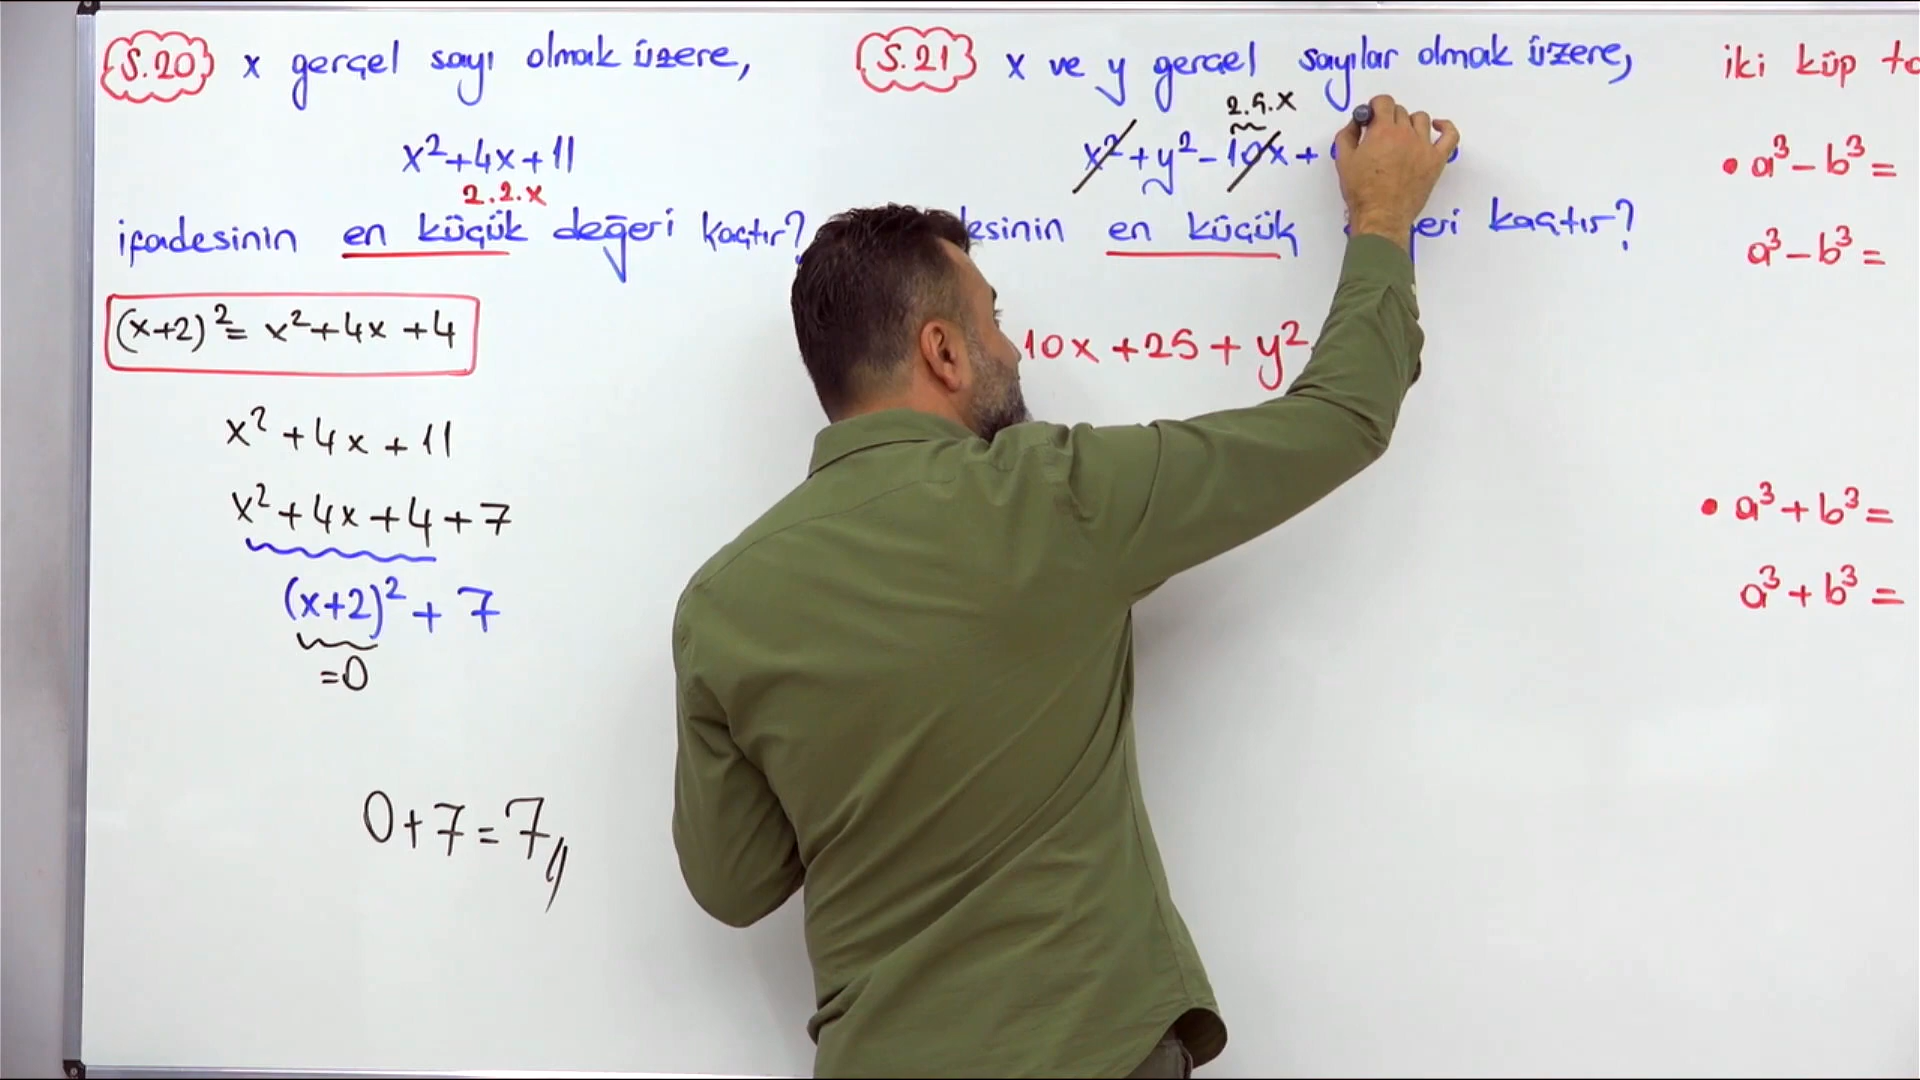 S.20 x gerçel sayı olmak üzere,
x²+4x+11
2.2.x
ifadesinin en küçük değeri kaçtır?
(x+2)² = x²+4x+4
x²+4x+11
x²+4x+4+7
(x+2)²+7
=0
0+7=7
S.21 x ve y gerçel sayılar olmak üzere,
2.5.x
x²+y²-10x+
esinin en küçük eri kaçtır?
10x+25+y²
iki küp to
• a³-b³=
a³-b³=
• a³+b³=
a³+b³=